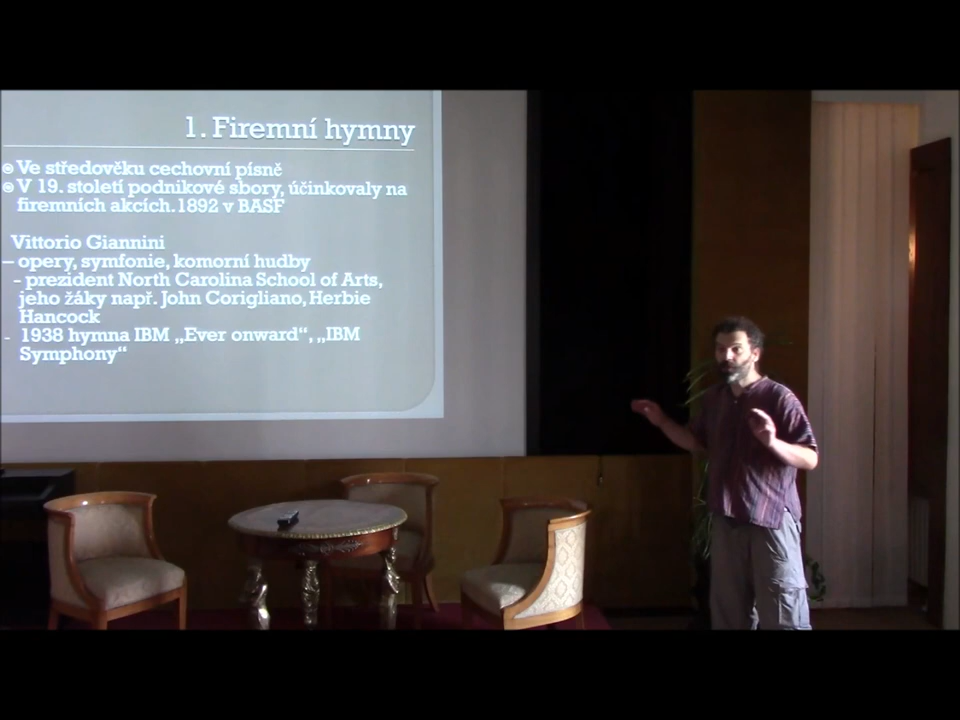 1. Firemní hymny
Ve středověku cechovní písně
V 19. století podnikové sbory, účinkovaly na
firemních akcích.1892 v BASF
Vittorio Giannini
– opery, symfonie, komorní hudby
- prezident North Carolina School of Arts,
jeho žáky např. John Corigliano, Herbie
Hancock
- 1938 hymna IBM „Ever onward“, „IBM
Symphony“